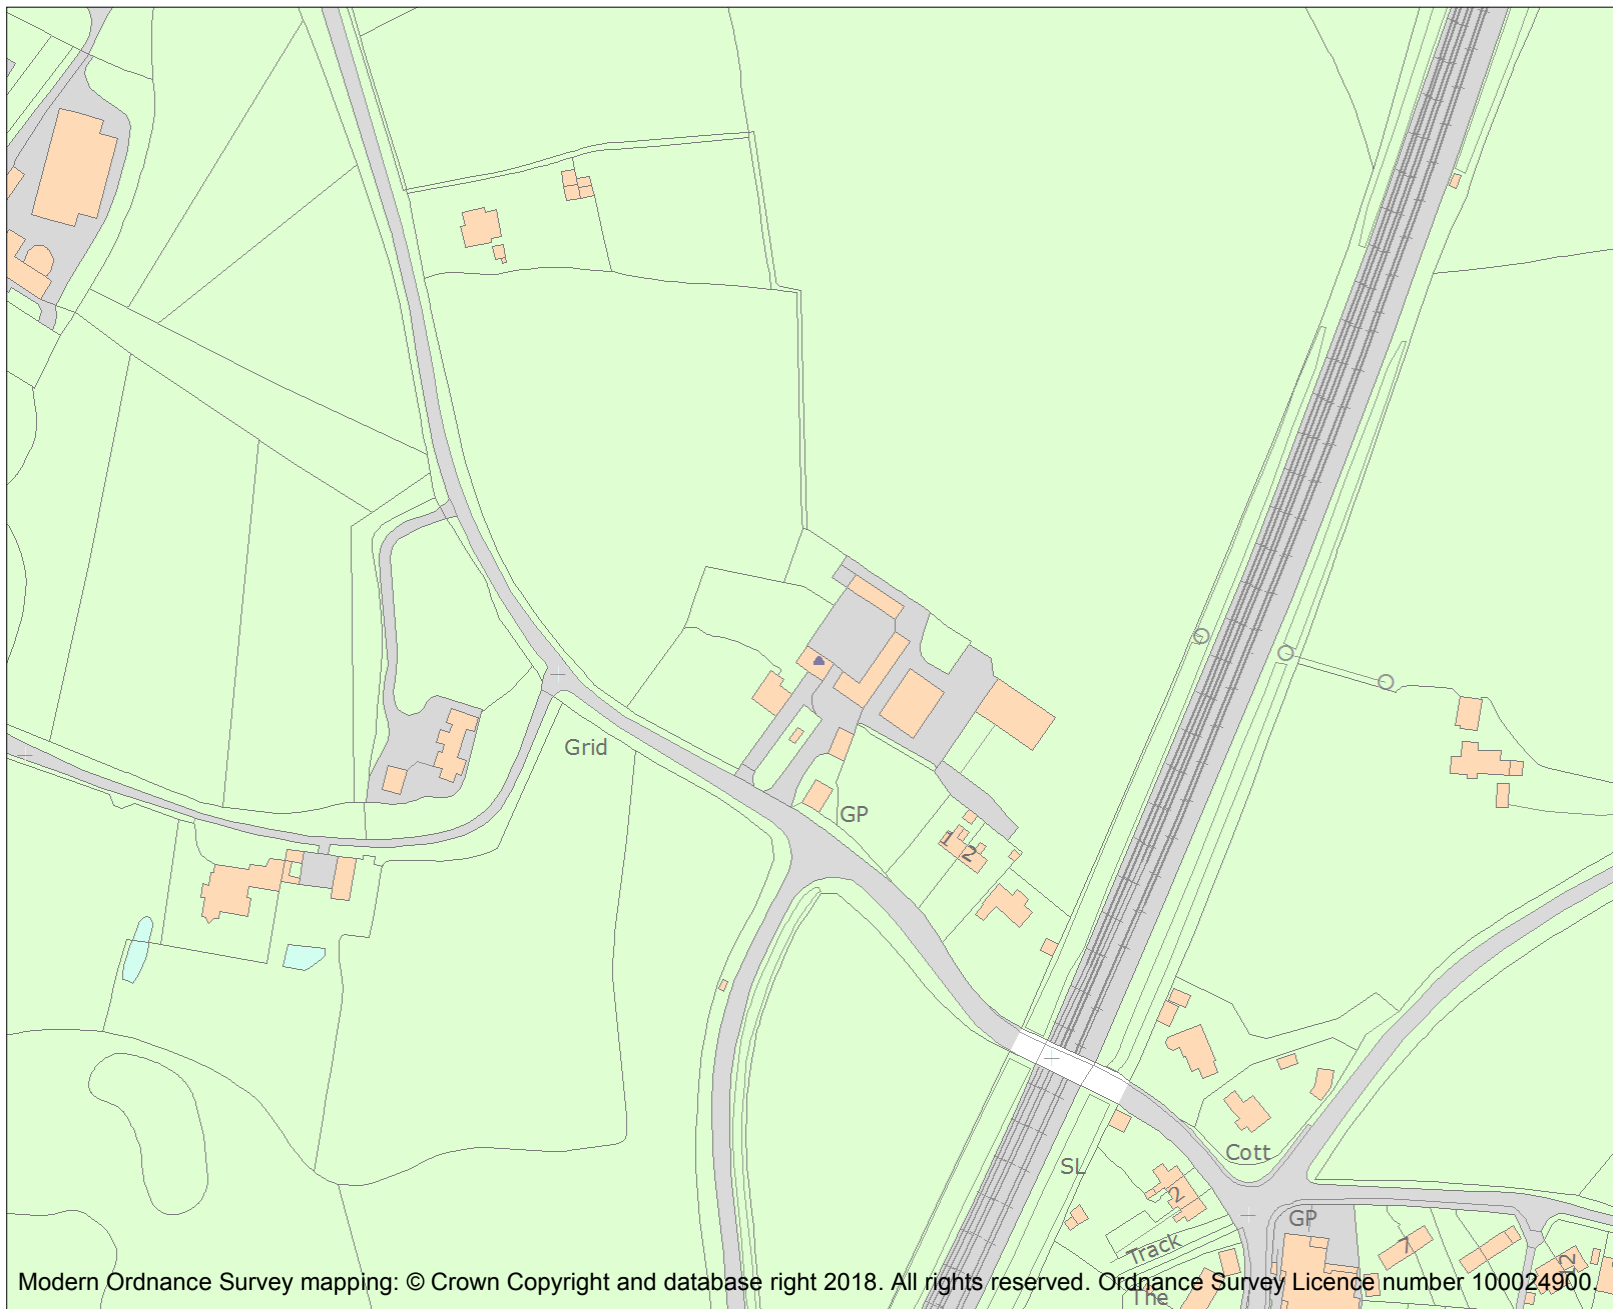 Grid
GP
1
2
Cott
SL
2
GP
Track
7
12
Modern Ordnance Survey mapping: © Crown Copyright and database right 2018. All rights reserved. Ordnance Survey Licence number 100024900.
The